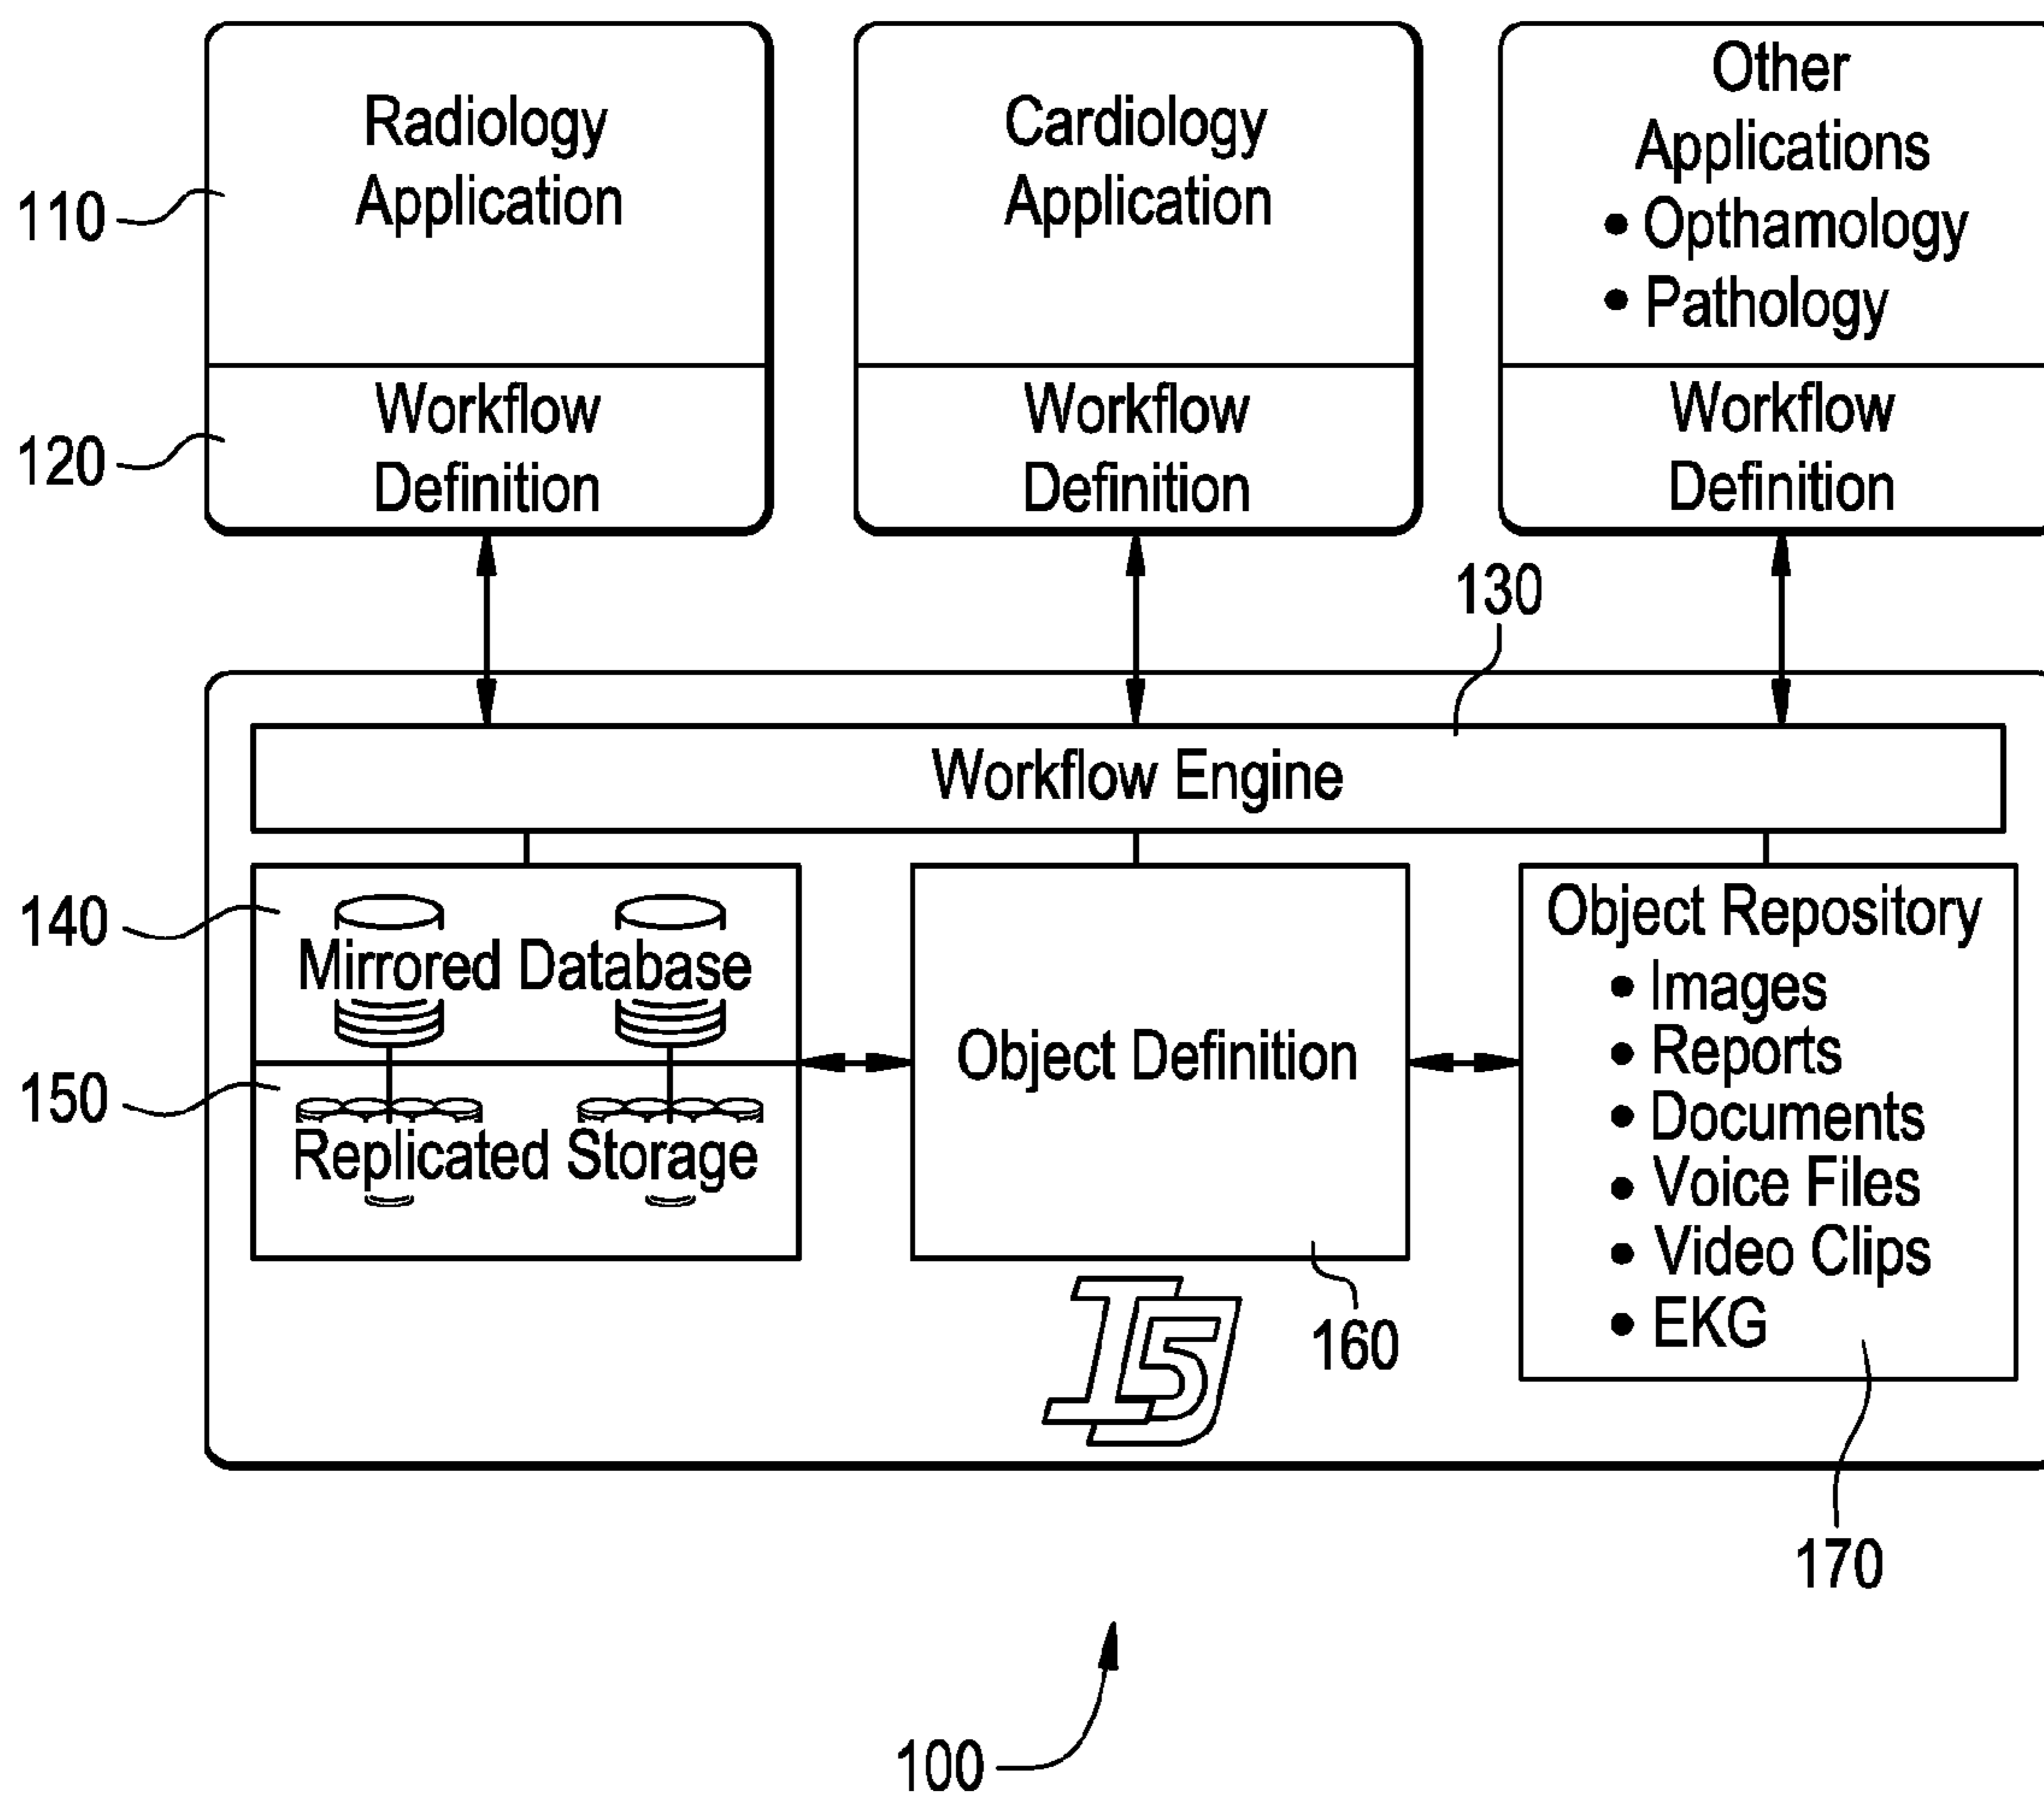 Radiology
Application
110
Workflow
Definition
120
Cardiology
Application
Workflow
Definition
Other
Applications
• Opthamology
• Pathology
Workflow
Definition
130
Workflow Engine
140
Mirrored Database
150
Replicated Storage
Object Definition
160
Object Repository
• Images
• Reports
• Documents
• Voice Files
• Video Clips
• EKG
170
I5
100